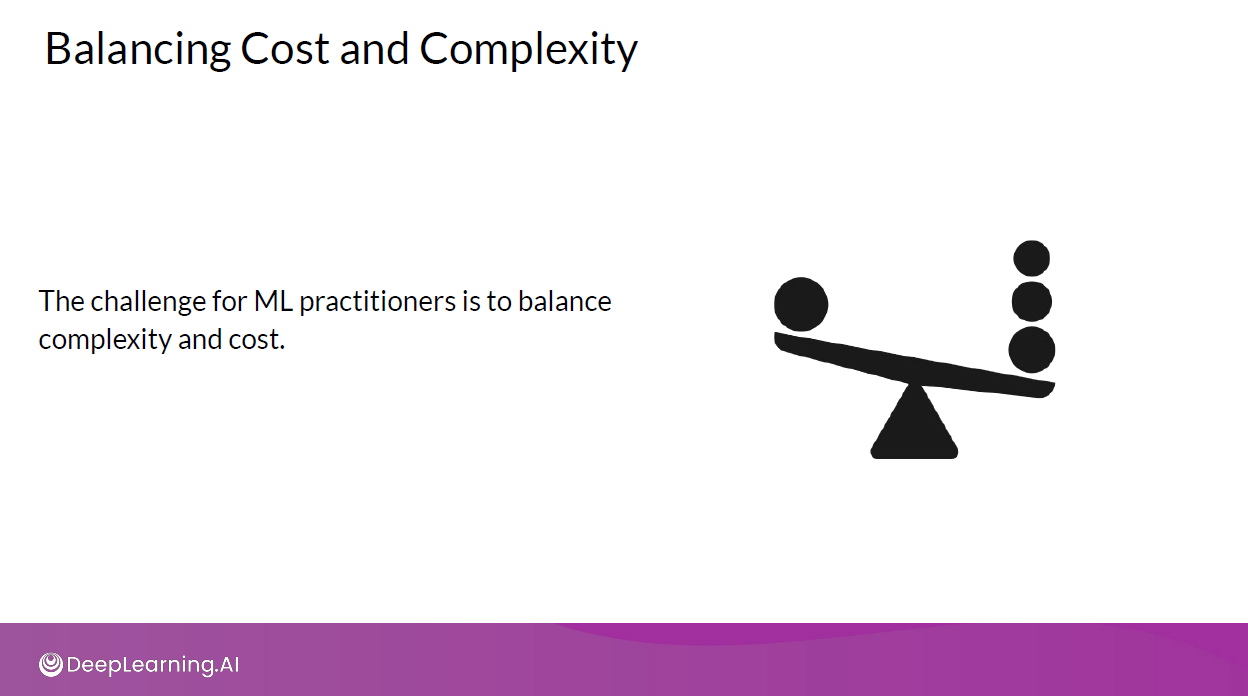 Balancing Cost and Complexity
The challenge for ML practitioners is to balance
complexity and cost.
DeepLearning.AI